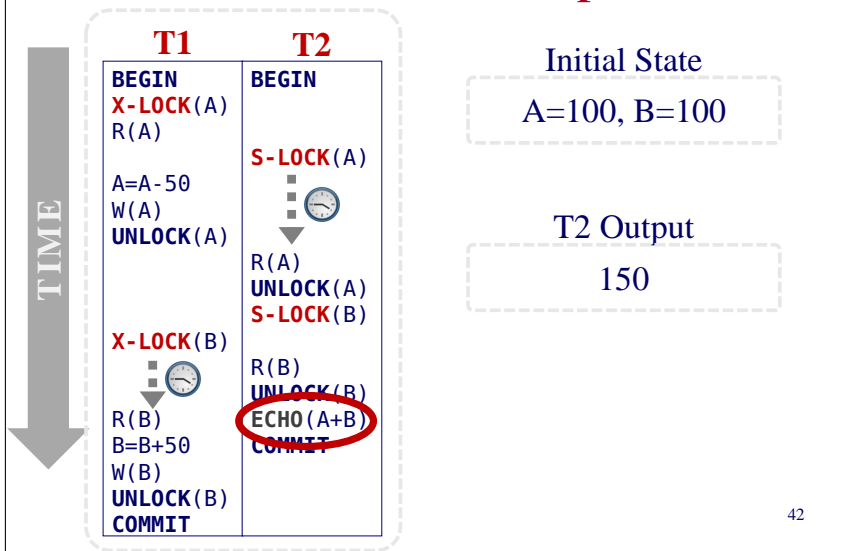 T1
BEGIN
X-LOCK(A)
R(A)
A=A-50
W(A)
UNLOCK(A)
X-LOCK(B)
R(B)
B=B+50
W(B)
UNLOCK(B)
COMMIT
T2
BEGIN
S-LOCK(A)
R(A)
UNLOCK(A)
S-LOCK(B)
R(B)
UNLOCK(B)
ECHO(A+B)
COMMIT
TIME
Initial State
A=100, B=100
T2 Output
150
42